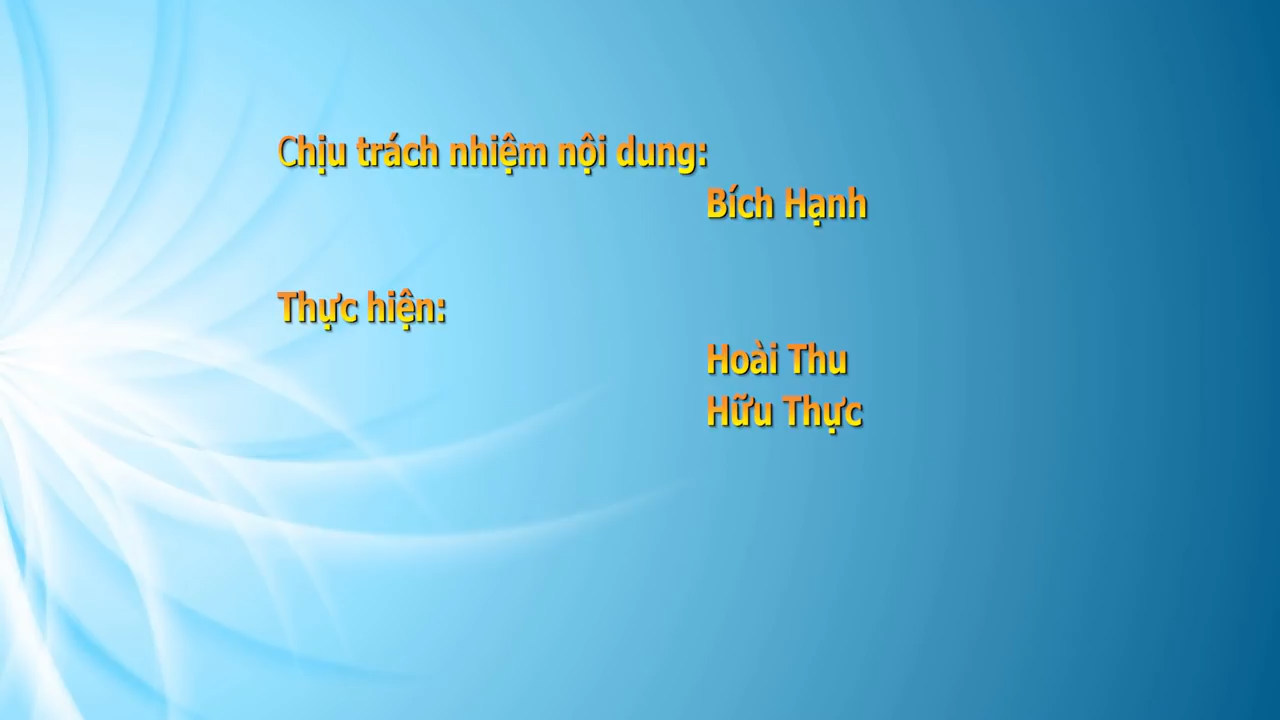 Chịu trách nhiệm nội dung:
Bích Hạnh
Thực hiện:
Hoài Thu
Hữu Thực